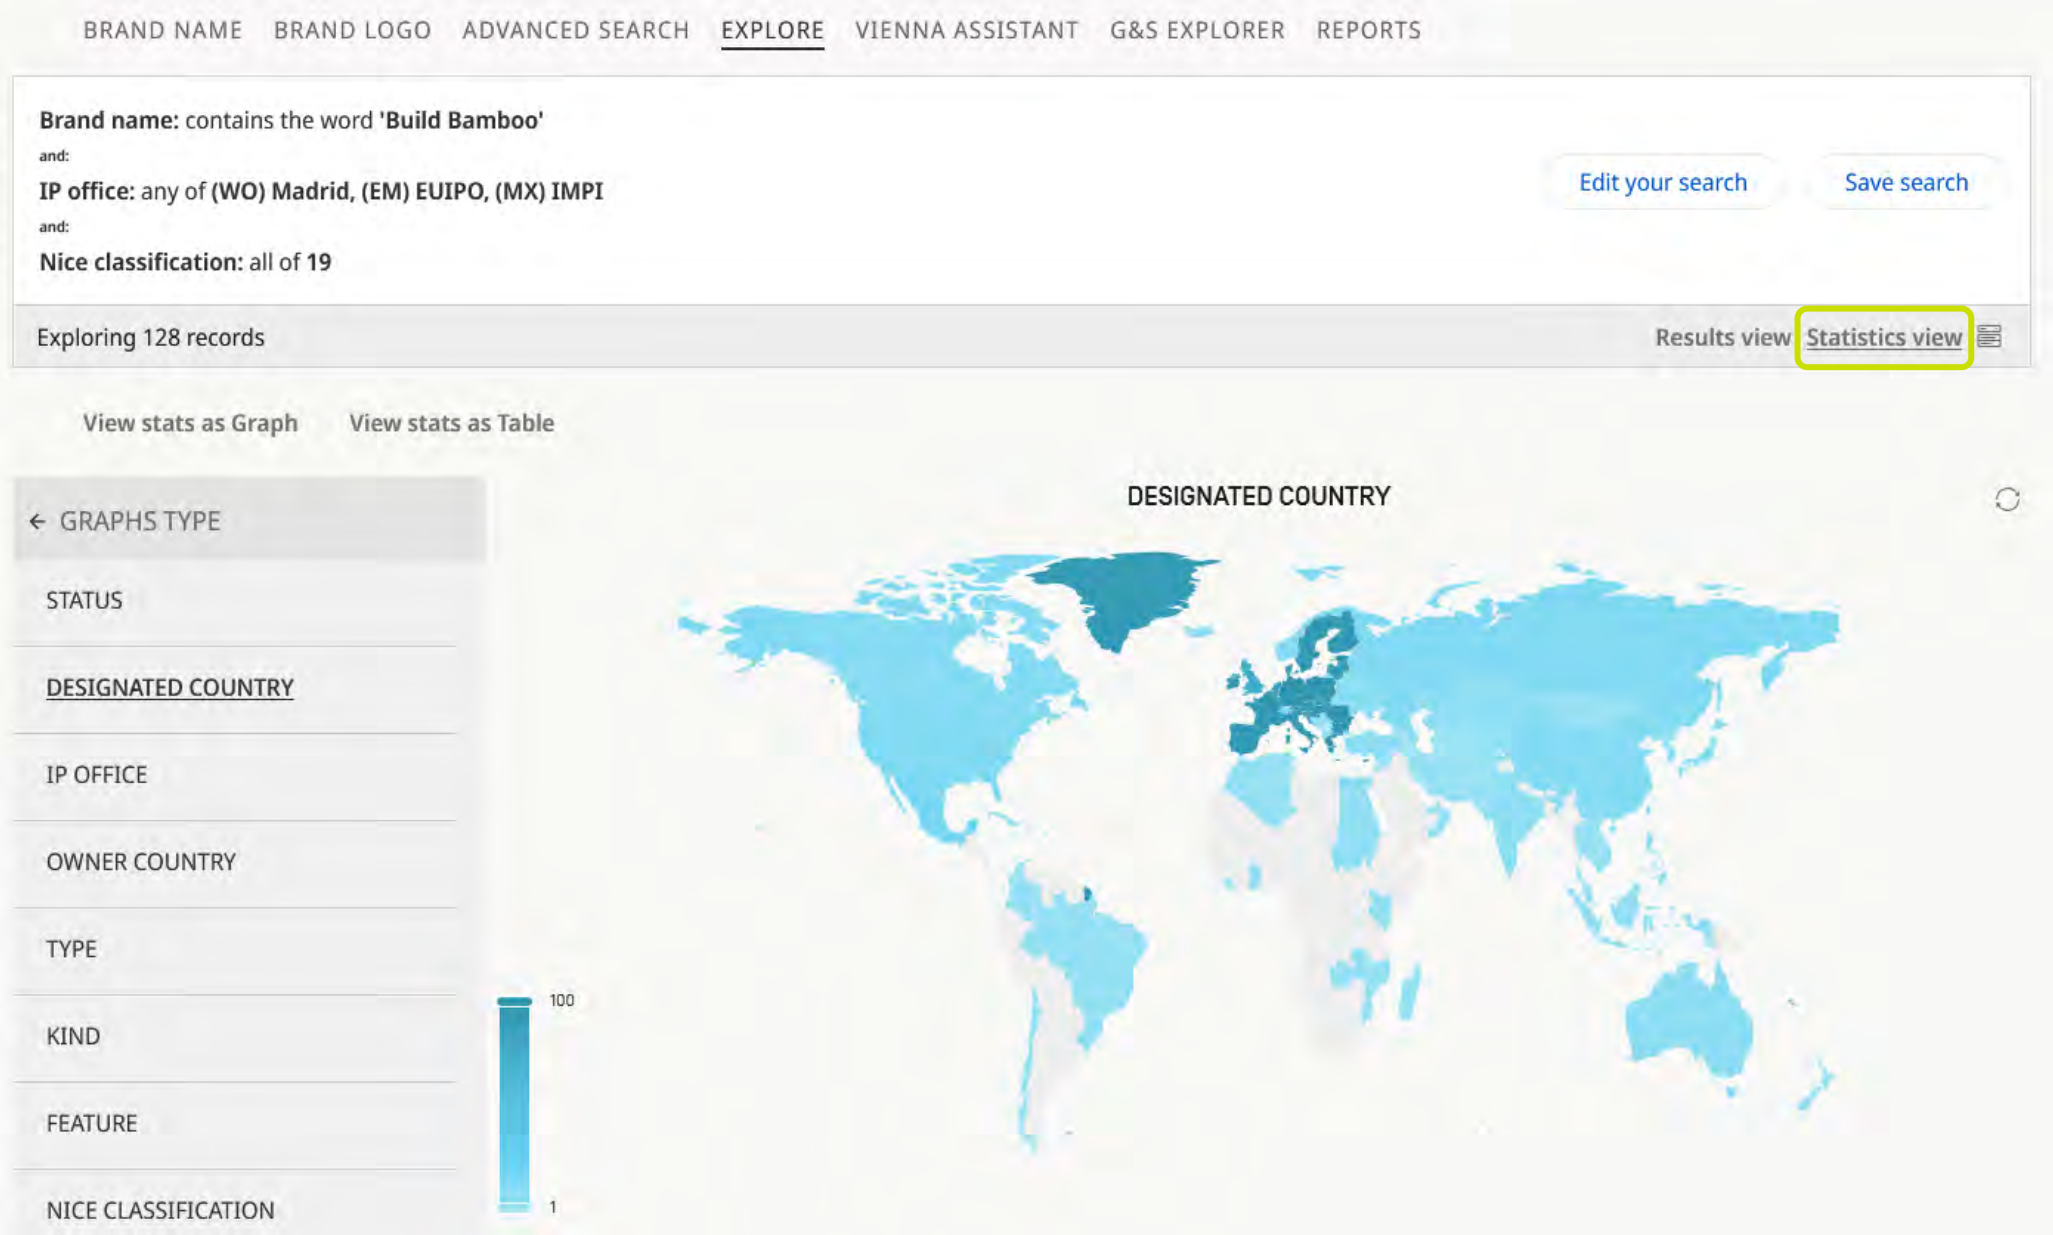 BRAND NAME BRAND LOGO ADVANCED SEARCH EXPLORE VIENNA ASSISTANT G&S EXPLORER REPORTS
Brand name: contains the word 'Build Bamboo'
and:
IP office: any of (WO) Madrid, (EM) EUIPO, (MX) IMPI
and:
Nice classification: all of 19
Edit your search Save search
Exploring 128 records
Results view Statistics view
View stats as Graph View stats as Table
DESIGNATED COUNTRY
← GRAPHS TYPE
STATUS
DESIGNATED COUNTRY
IP OFFICE
OWNER COUNTRY
TYPE
KIND
FEATURE
NICE CLASSIFICATION
100
1